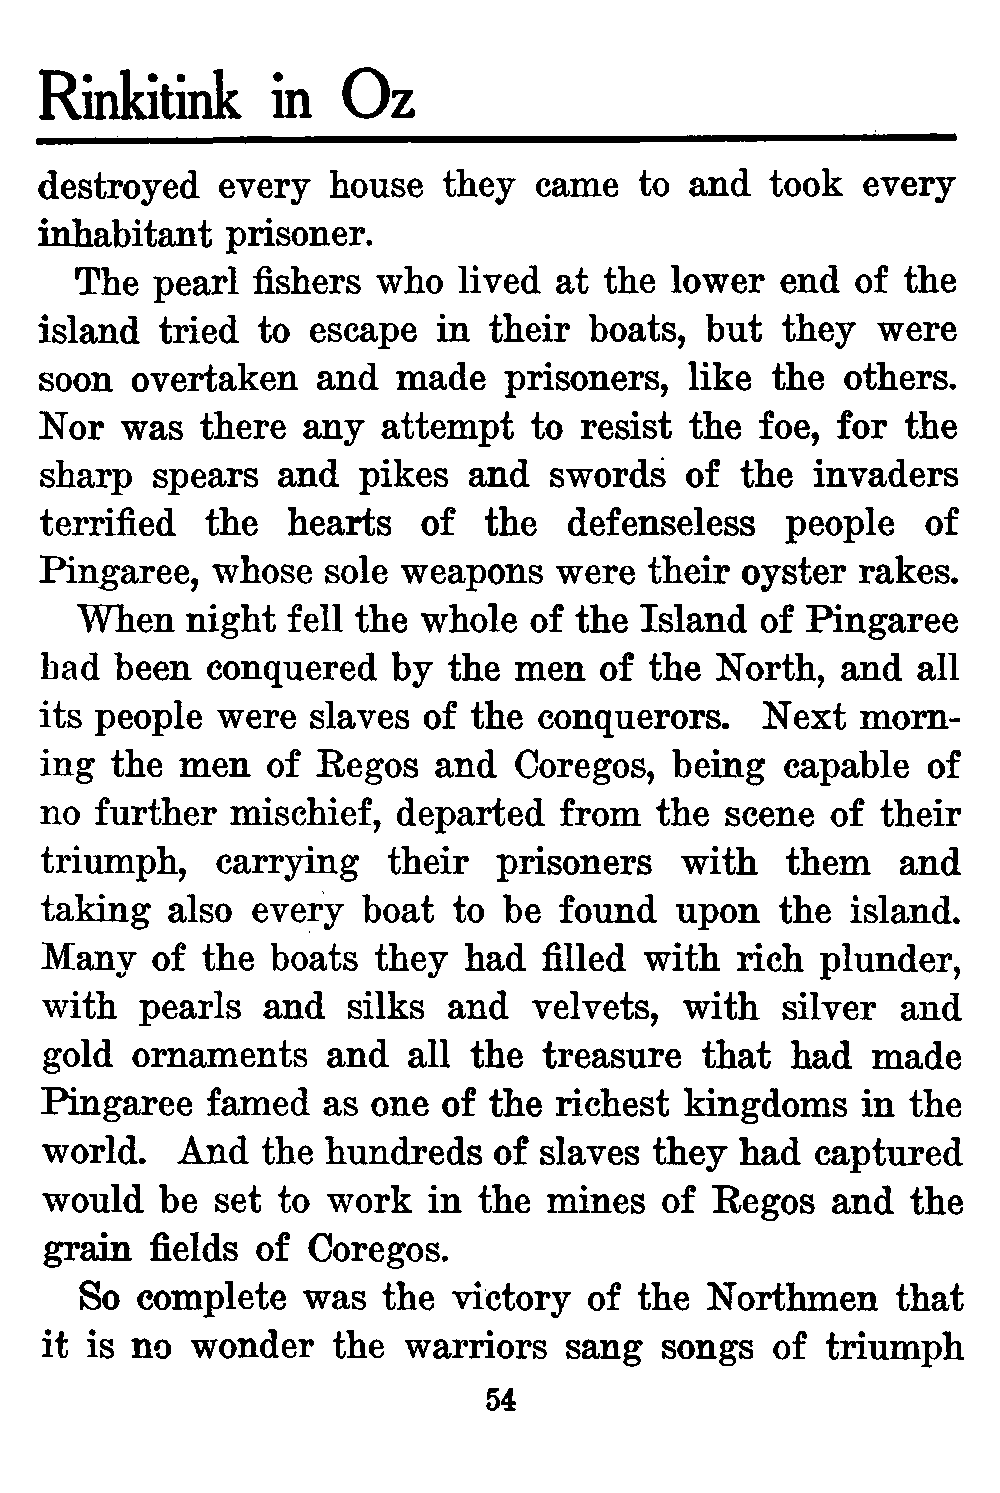 Rinkitink in Oz
destroyed every house they came to and took every
inhabitant prisoner.
The pearl fishers who lived at the lower end of the
island tried to escape in their boats, but they were
soon overtaken and made prisoners, like the others.
Nor was there any attempt to resist the foe, for the
sharp spears and pikes and swords of the invaders
terrified the hearts of the defenseless people of
Pingaree, whose sole weapons were their oyster rakes.
When night fell the whole of the Island of Pingaree
had been conquered by the men of the North, and all
its people were slaves of the conquerors. Next morn-
ing the men of Regos and Coregos, being capable of
no further mischief, departed from the scene of their
triumph, carrying their prisoners with them and
taking also every boat to be found upon the island.
Many of the boats they had filled with rich plunder,
with pearls and silks and velvets, with silver and
gold ornaments and all the treasure that had made
Pingaree famed as one of the richest kingdoms in the
world. And the hundreds of slaves they had captured
would be set to work in the mines of Regos and the
grain fields of Coregos.
So complete was the victory of the Northmen that
it is no wonder the warriors sang songs of triumph
54